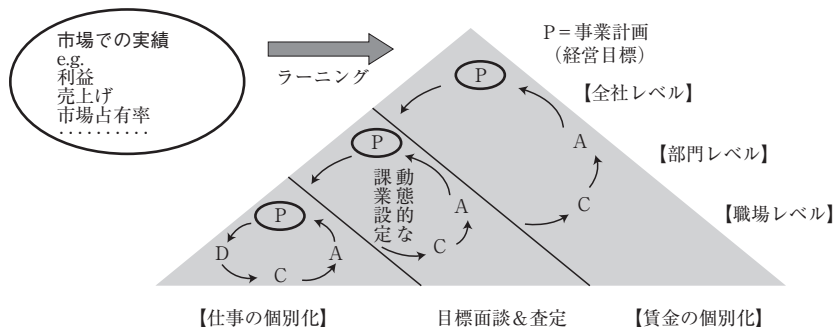 市場での実績
e.g.
利益
売上げ
市場占有率
‥‥‥‥‥
ラーニング
P＝事業計画
（経営目標）
【全社レベル】
【部門レベル】
【職場レベル】
P
A
C
P
動態的な
課業設定
A
C
P
D
A
C
【仕事の個別化】
目標面談＆査定
【賃金の個別化】